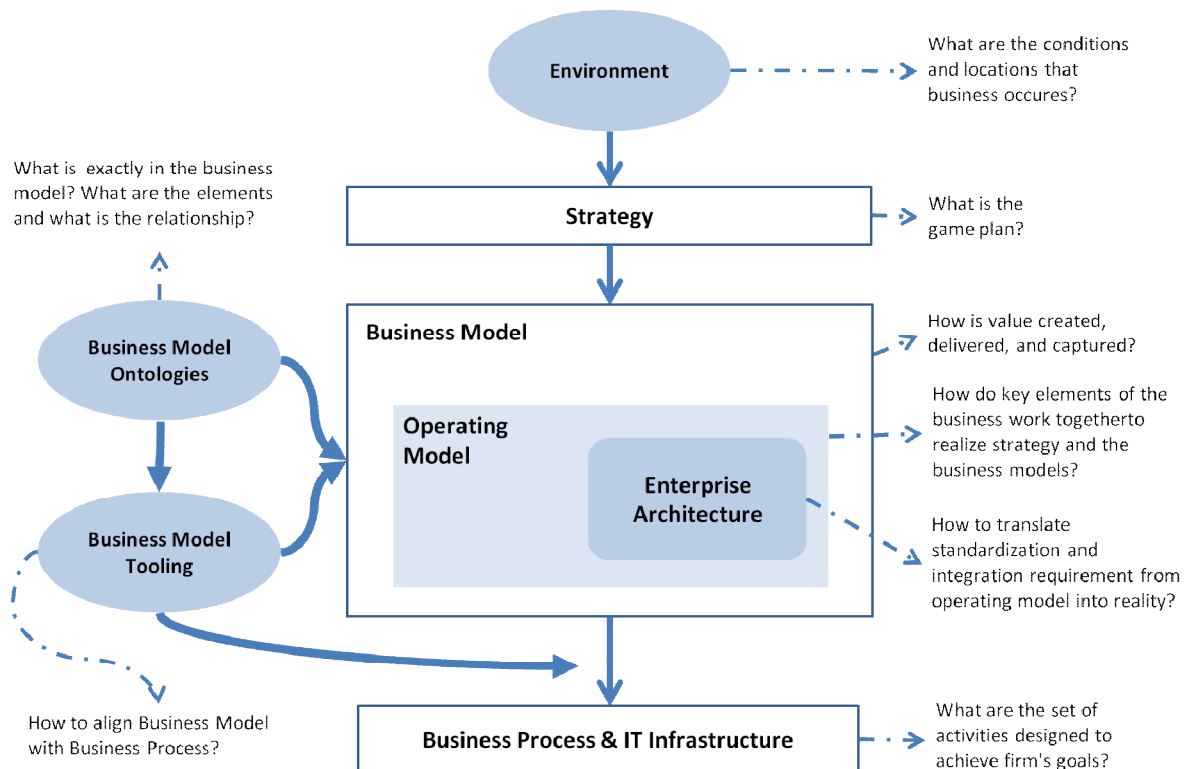 Environment
What are the conditions
and locations that
business occures?
What is exactly in the business
model? What are the elements
and what is the relationship?
Strategy
What is the
game plan?
Business Model
Ontologies
Business Model
How is value created,
delivered, and captured?
Operating
Model
How do key elements of the
business work togetherto
realize strategy and the
business models?
Enterprise
Architecture
Business Model
Tooling
How to translate
standardization and
integration requirement from
operating model into reality?
How to align Business Model
with Business Process?
Business Process & IT Infrastructure
What are the set of
activities designed to
achieve firm's goals?